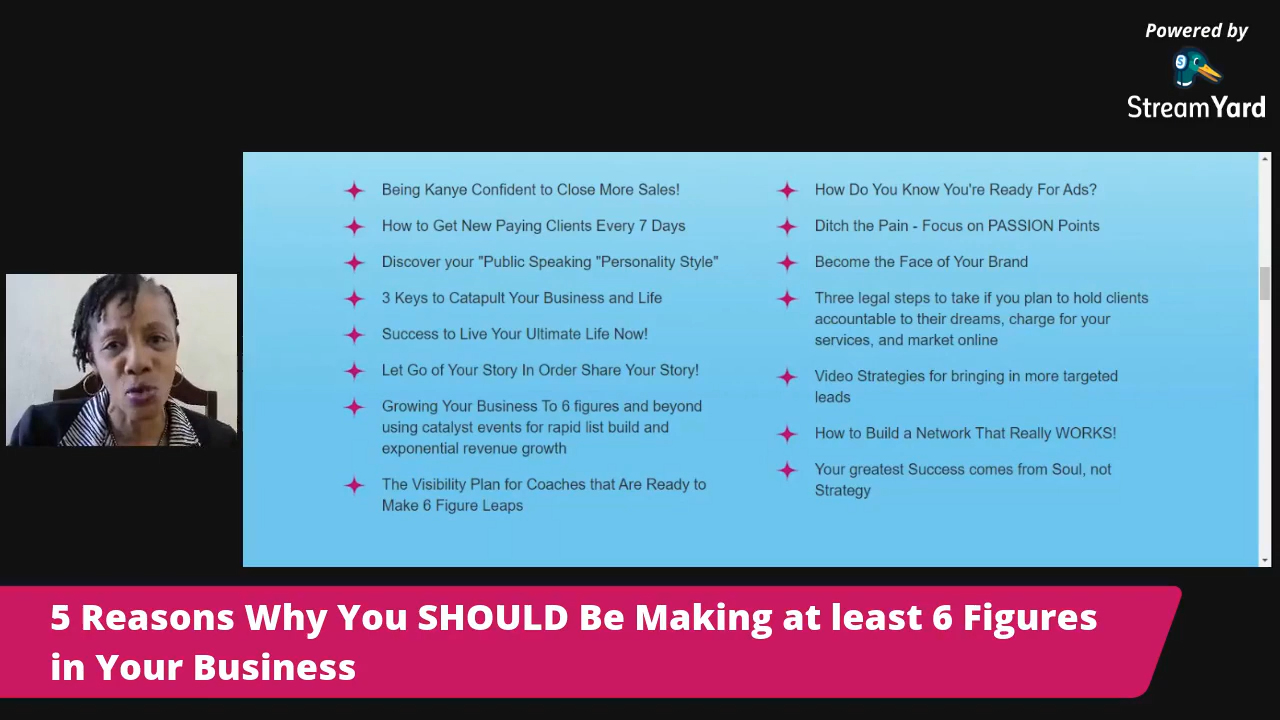 Powered by
S
StreamYard
Being Kanye Confident to Close More Sales!
How to Get New Paying Clients Every 7 Days
Discover your "Public Speaking "Personality Style"
3 Keys to Catapult Your Business and Life
Success to Live Your Ultimate Life Now!
Let Go of Your Story In Order Share Your Story!
Growing Your Business To 6 figures and beyond
using catalyst events for rapid list build and
exponential revenue growth
The Visibility Plan for Coaches that Are Ready to
Make 6 Figure Leaps
How Do You Know You're Ready For Ads?
Ditch the Pain - Focus on PASSION Points
Become the Face of Your Brand
Three legal steps to take if you plan to hold clients
accountable to their dreams, charge for your
services, and market online
Video Strategies for bringing in more targeted
leads
How to Build a Network That Really WORKS!
Your greatest Success comes from Soul, not
Strategy
5 Reasons Why You SHOULD Be Making at least 6 Figures
in Your Business